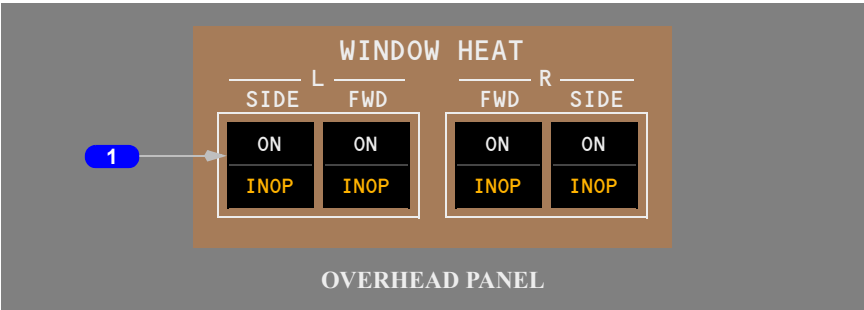 WINDOW HEAT
L R
SIDE FWD FWD SIDE
ON ON ON ON
1
INOP INOP INOP INOP
OVERHEAD PANEL